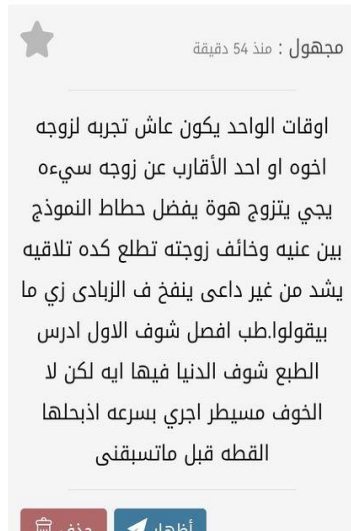 مجهول : منذ 54 دقيقة
اوقات الواحد يكون عاش تجربه لزوجه
اخوه او احد الأقارب عن زوجه سيءه
يجي يتزوج هوة يفضل حطاط النموذج
بين عنيه وخائف زوجته تطلع كده تلاقيه
يشد من غير داعى ينفخ ف الزبادى زي ما
بيقولوا.طب افصل شوف الاول ادرس
الطبع شوف الدنيا فيها ايه لكن لا
الخوف مسيطر اجري بسرعه اذبحلها
القطه قبل ماتسبقنى
أظهار
حذف